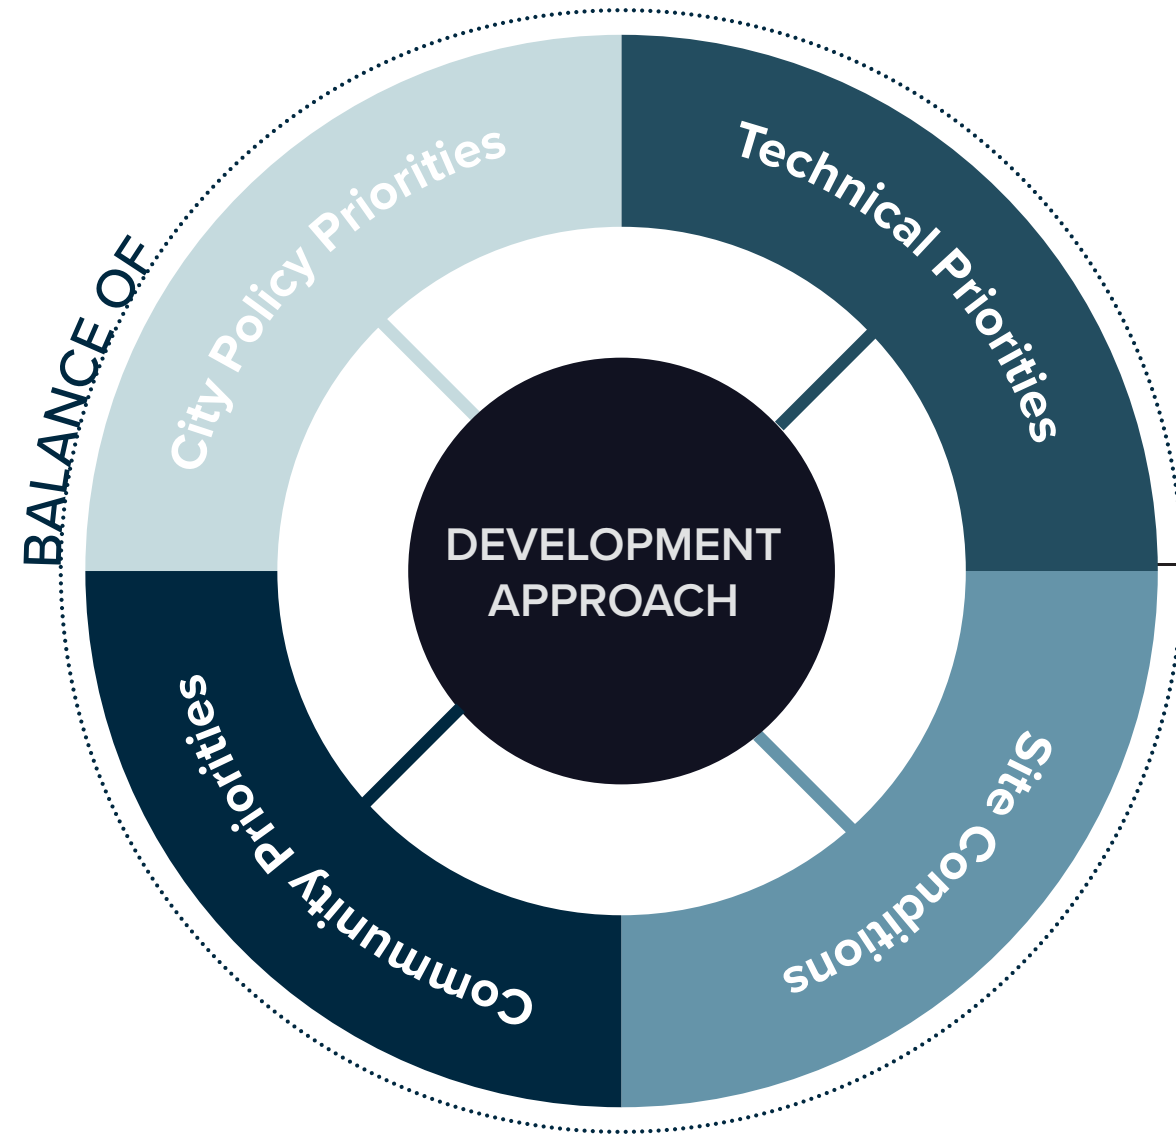 BALANCE OF
City Policy Priorities
Technical Priorities
DEVELOPMENT
APPROACH
Site Conditions
Community Priorities